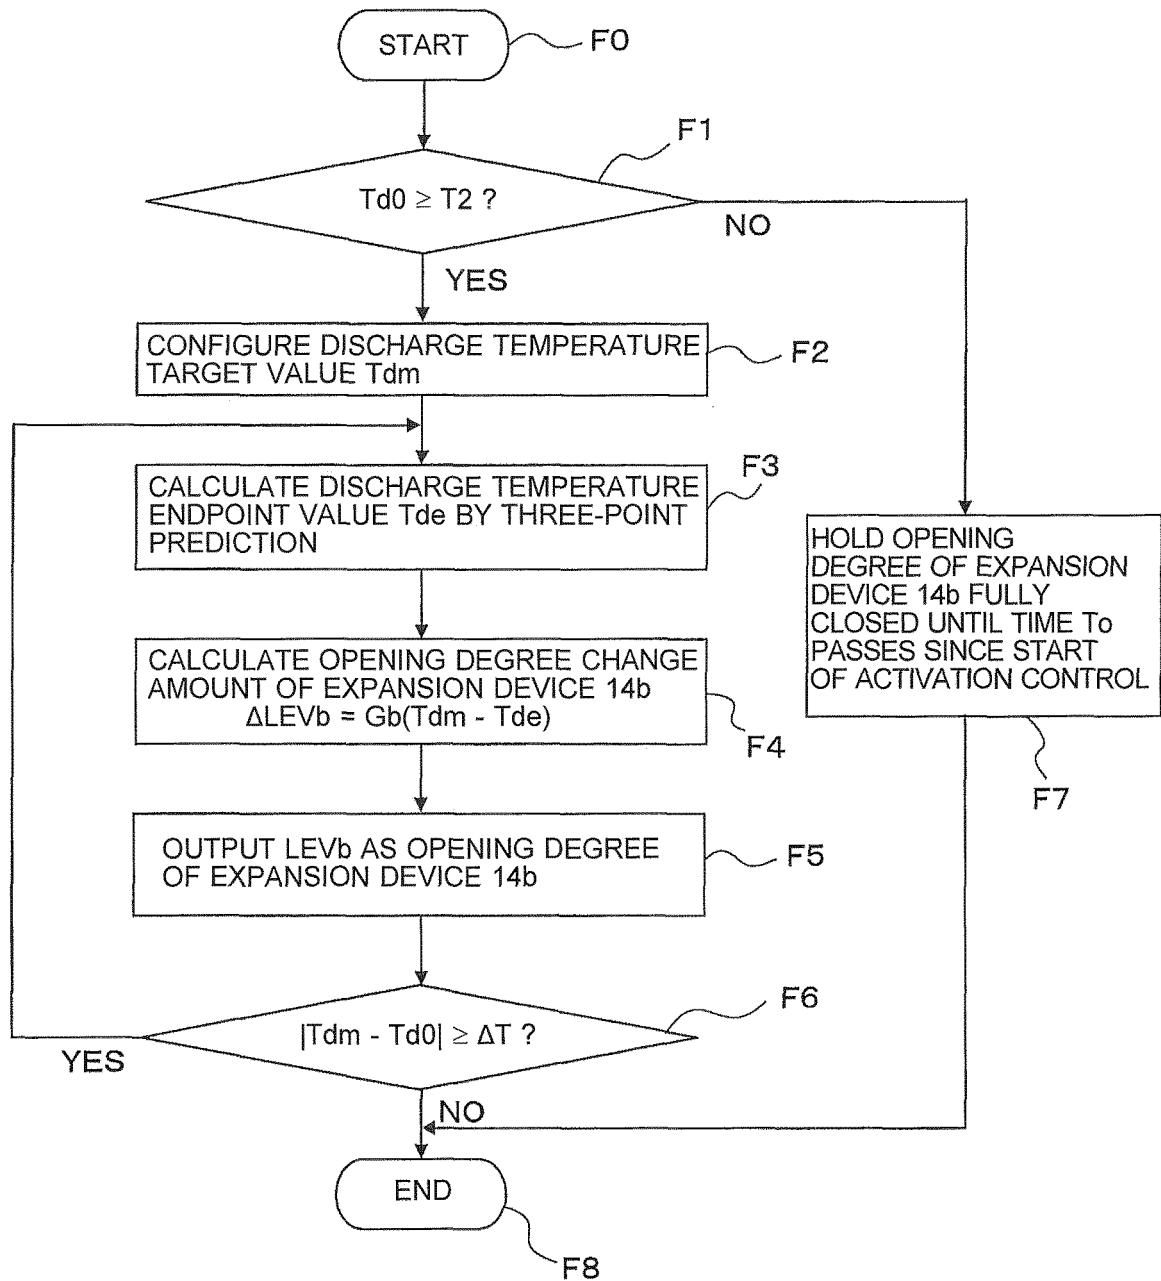 START
F0
F1
Td0 ≥ T2 ?
NO
YES
CONFIGURE DISCHARGE TEMPERATURE
TARGET VALUE Tdm
F2
F3
CALCULATE DISCHARGE TEMPERATURE
ENDPOINT VALUE Tde BY THREE-POINT
PREDICTION
HOLD OPENING
DEGREE OF EXPANSION
DEVICE 14b FULLY
CLOSED UNTIL TIME To
PASSES SINCE START
OF ACTIVATION CONTROL
F7
CALCULATE OPENING DEGREE CHANGE
AMOUNT OF EXPANSION DEVICE 14b
ΔLEVb = Gb(Tdm - Tde)
F4
OUTPUT LEVb AS OPENING DEGREE
OF EXPANSION DEVICE 14b
F5
F6
|Tdm - Td0| ≥ ΔT ?
YES
NO
END
F8